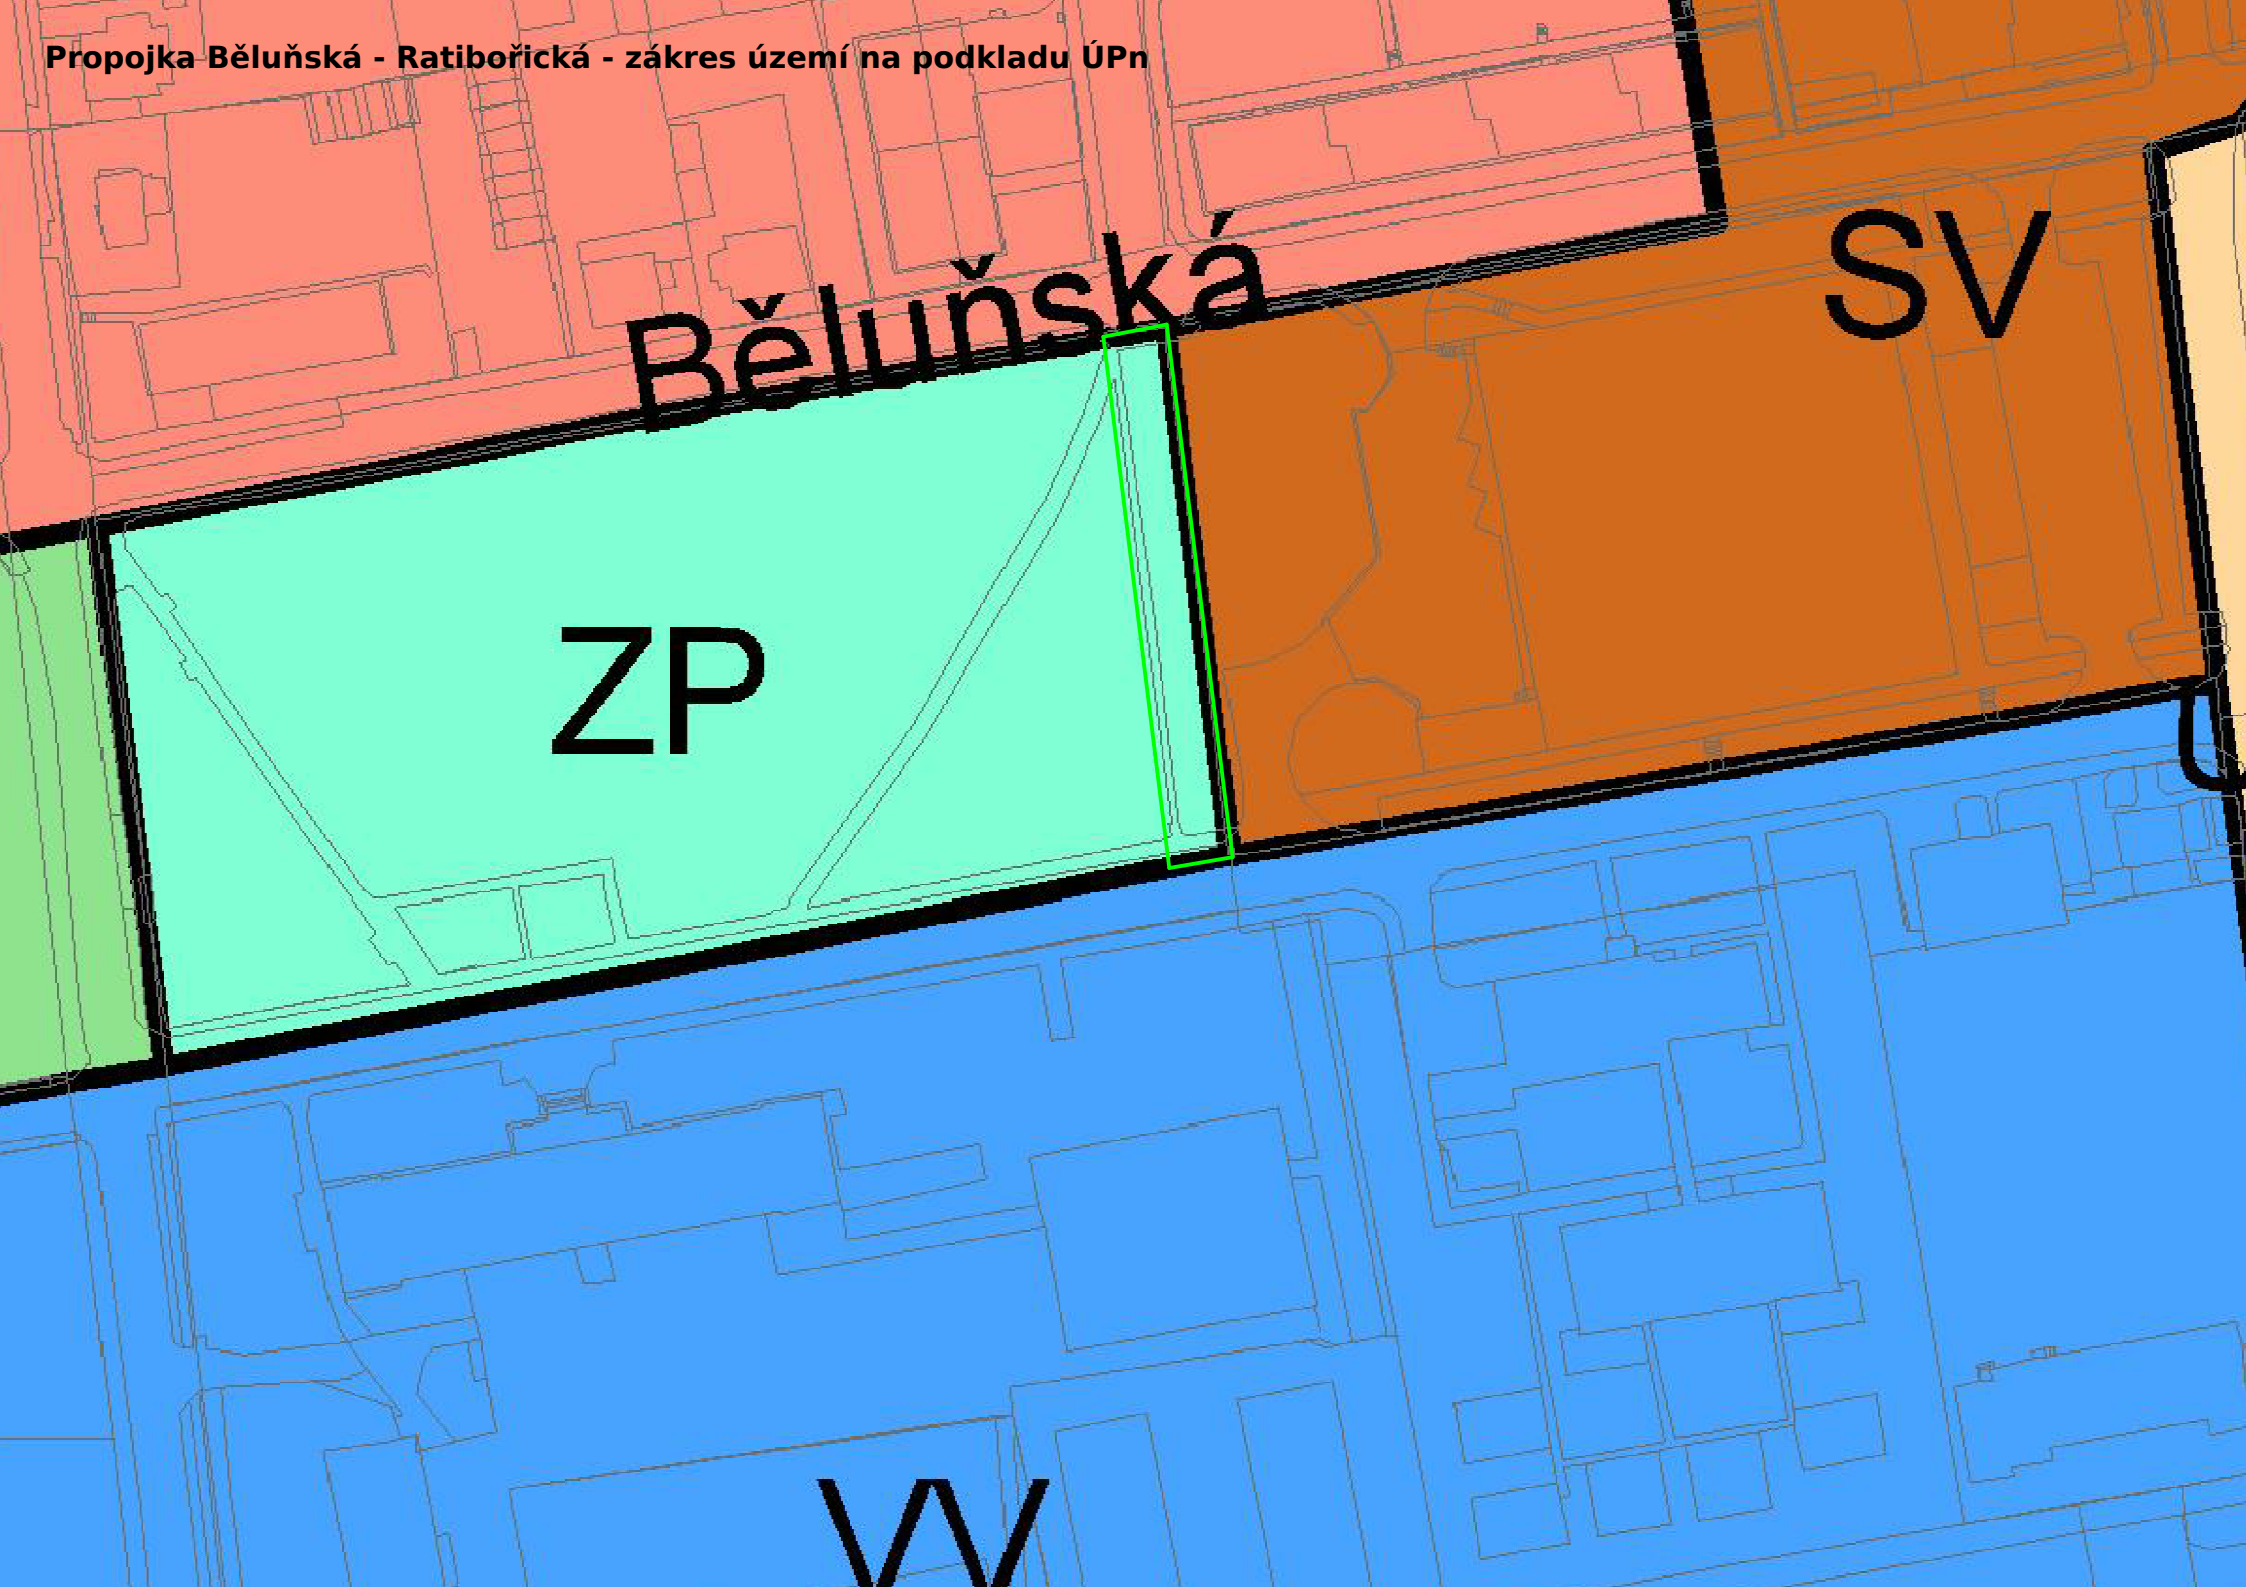 Propojka Běluňská - Ratibořická - zákres území na podkladu ÚPn
SV
Běluňská
ZP
VV